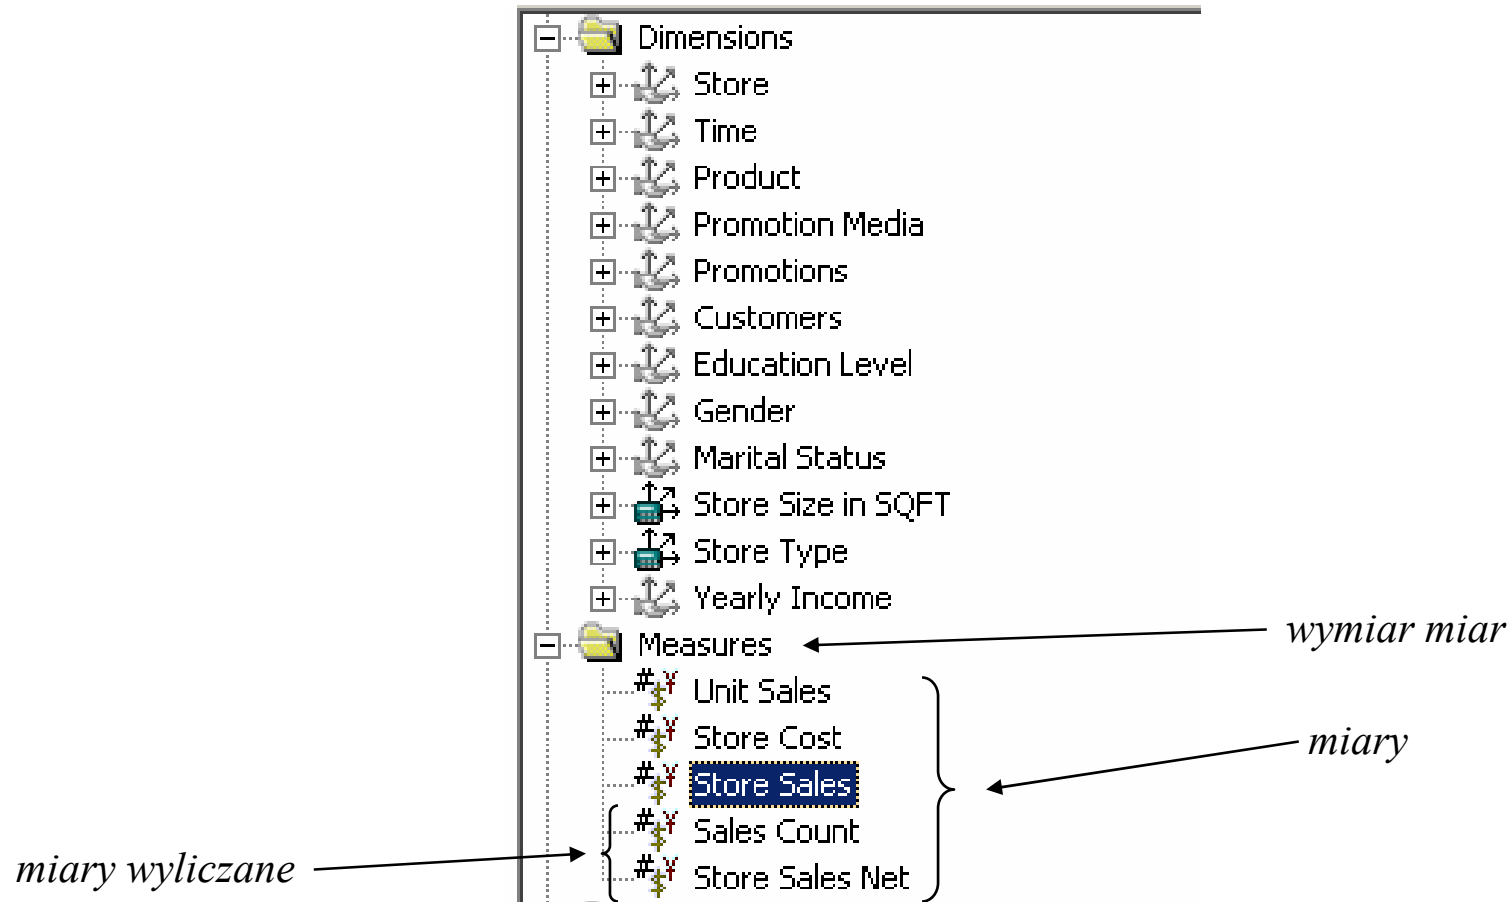 Dimensions
Store
Time
Product
Promotion Media
Promotions
Customers
Education Level
Gender
Marital Status
Store Size in SQFT
Store Type
Yearly Income
Measures
wymiar miar
Unit Sales
Store Cost
miary
Store Sales
Sales Count
miary wyliczane
Store Sales Net